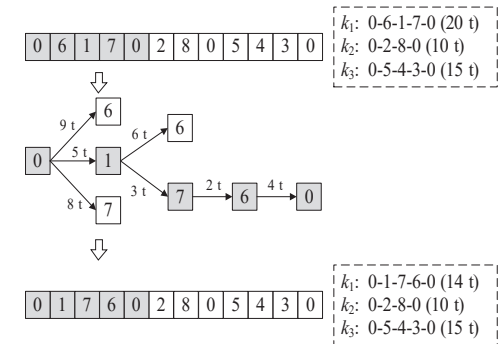 k1: 0-6-1-7-0 (20 t)
k2: 0-2-8-0 (10 t)
k3: 0-5-4-3-0 (15 t)
0 6 1 7 0 2 8 0 5 4 3 0
6
9 t
6 t
6
0
5 t
1
8 t
7
3 t
7
2 t
6
4 t
0
k1: 0-1-7-6-0 (14 t)
k2: 0-2-8-0 (10 t)
k3: 0-5-4-3-0 (15 t)
0 1 7 6 0 2 8 0 5 4 3 0